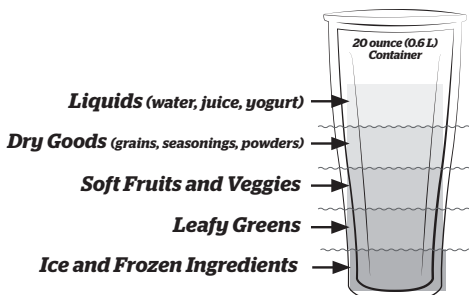 20 ounce (0.6 L)
Container
Liquids (water, juice, yogurt)
Dry Goods (grains, seasonings, powders)
Soft Fruits and Veggies
Leafy Greens
Ice and Frozen Ingredients